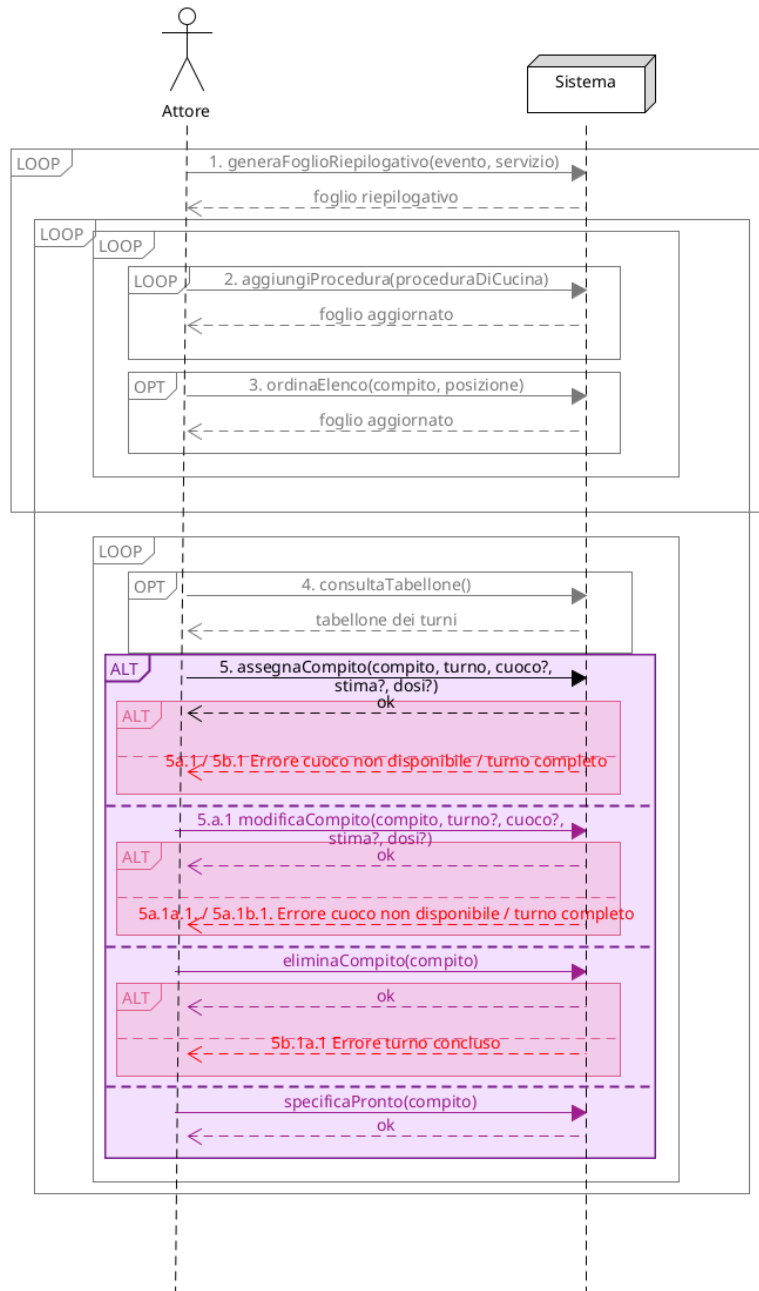 Attore
Sistema
LOOP
1. generaFoglioRiepilogativo(evento, servizio)
foglio riepilogativo
LOOP
LOOP
LOOP
2. aggiungiProcedura(proceduraDiCucina)
foglio aggiornato
OPT
3. ordinaElenco(compito, posizione)
foglio aggiornato
LOOP
OPT
4. consultaTabellone()
tabellone dei turni
ALT
5. assegnaCompito(compito, turno, cuoco?,
stima?, dosi?)
ok
ALT
5a.1 / 5b.1 Errore cuoco non disponibile / turno completo
5.a.1 modificaCompito(compito, turno?, cuoco?,
stima?, dosi?)
ALT
ok
5a.1a.1. / 5a.1b.1. Errore cuoco non disponibile / turno completo
eliminaCompito(compito)
ALT
ok
5b.1a.1 Errore turno concluso
specificaPronto(compito)
ok